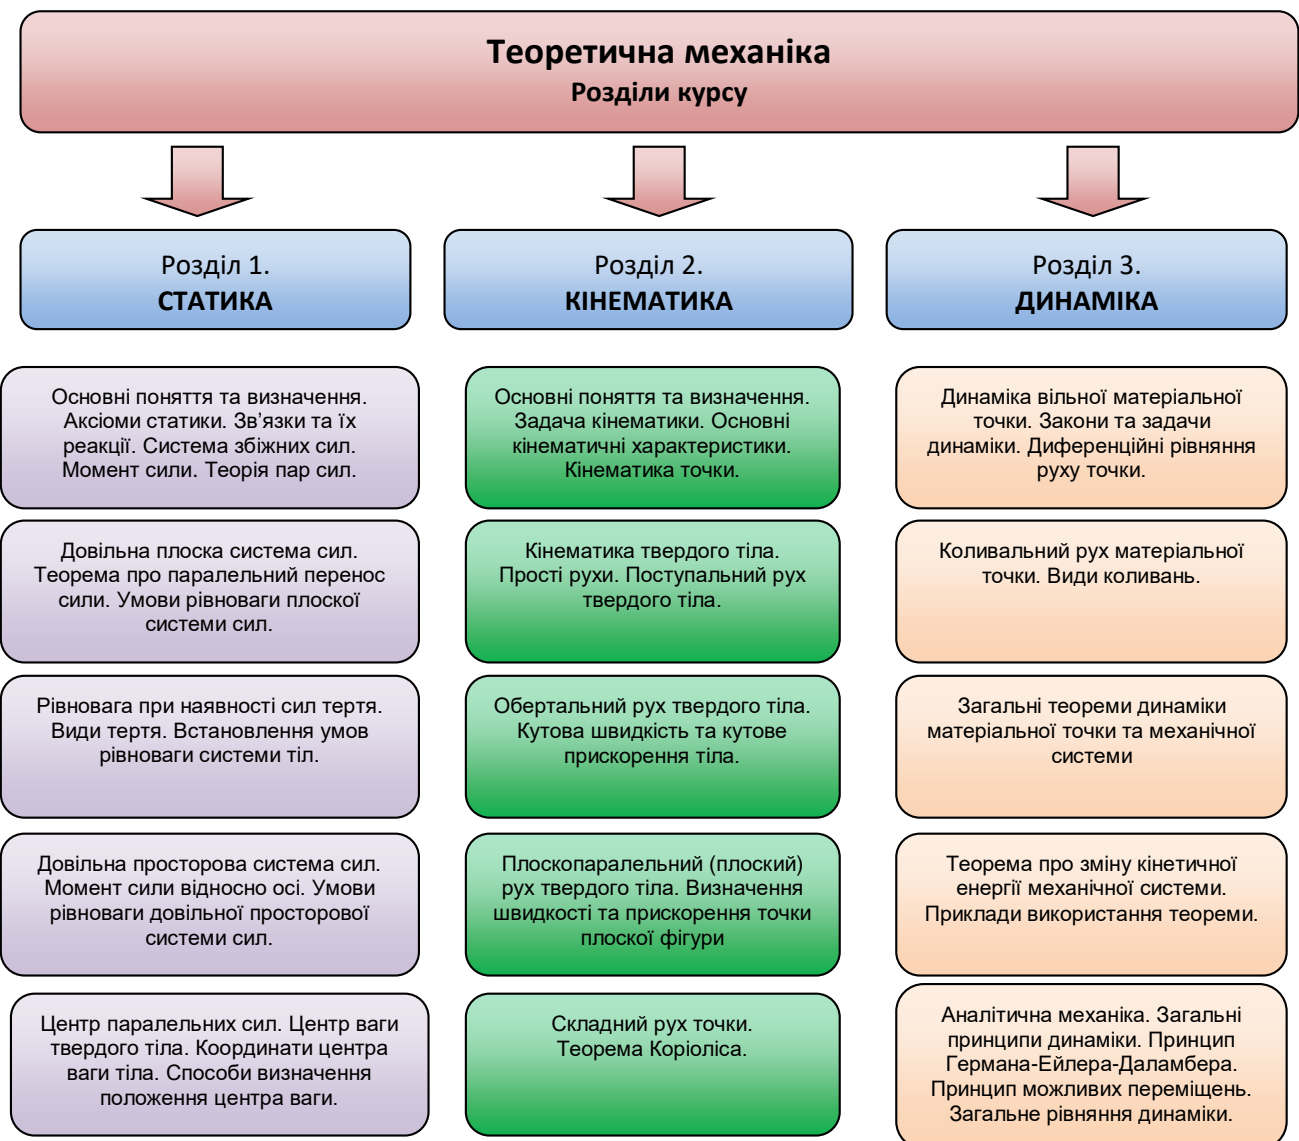 Теоретична механіка
Розділи курсу
Розділ 1.
СТАТИКА
Розділ 2.
КІНЕМАТИКА
Розділ 3.
ДИНАМІКА
Основні поняття та визначення.
Аксіоми статики. Зв’язки та їх
реакції. Система збіжних сил.
Момент сили. Теорія пар сил.
Основні поняття та визначення.
Задача кінематики. Основні
кінематичні характеристики.
Кінематика точки.
Динаміка вільної матеріальної
точки. Закони та задачі
динаміки. Диференційні рівняння
руху точки.
Довільна плоска система сил.
Теорема про паралельний перенос
сили. Умови рівноваги плоскої
системи сил.
Кінематика твердого тіла.
Прості рухи. Поступальний рух
твердого тіла.
Коливальний рух матеріальної
точки. Види коливань.
Рівновага при наявності сил тертя.
Види тертя. Встановлення умов
рівноваги системи тіл.
Обертальний рух твердого тіла.
Кутова швидкість та кутове
прискорення тіла.
Загальні теореми динаміки
матеріальної точки та механічної
системи
Довільна просторова система сил.
Момент сили відносно осі. Умови
рівноваги довільної просторової
системи сил.
Плоскопаралельний (плоский)
рух твердого тіла. Визначення
швидкості та прискорення точки
плоскої фігури
Теорема про зміну кінетичної
енергії механічної системи.
Приклади використання теореми.
Центр паралельних сил. Центр ваги
твердого тіла. Координати центра
ваги тіла. Способи визначення
положення центра ваги.
Складний рух точки.
Теорема Коріоліса.
Аналітична механіка. Загальні
принципи динаміки. Принцип
Германа-Ейлера-Даламбера.
Принцип можливих переміщень.
Загальне рівняння динаміки.